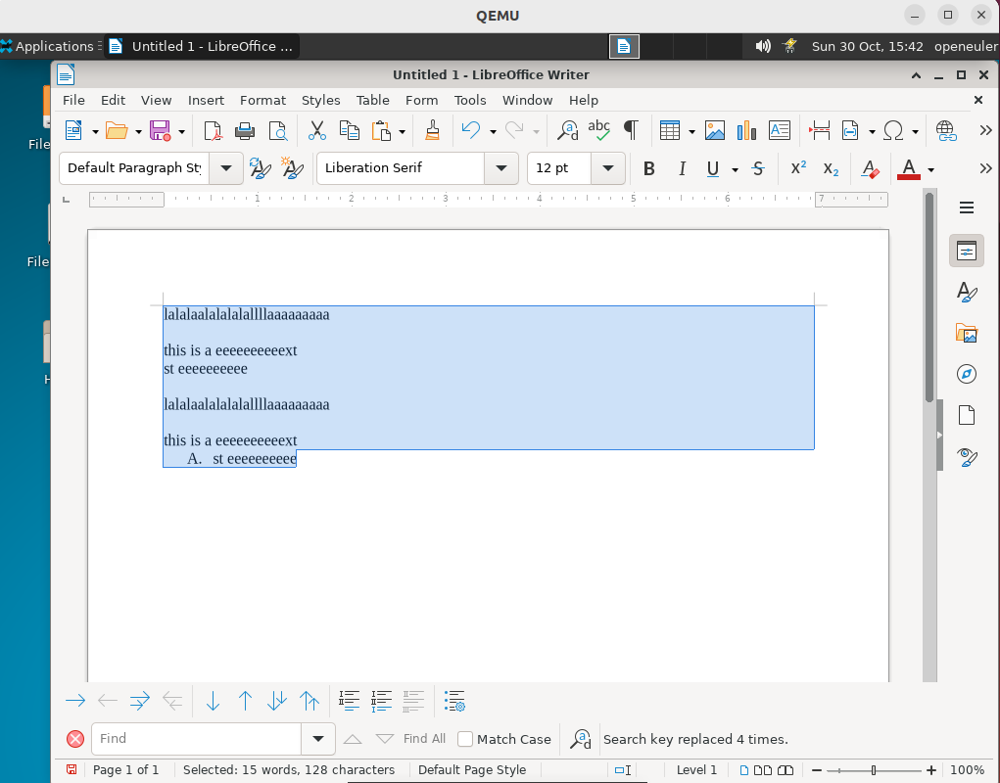 QEMU
Applications
Untitled 1 - LibreOffice ...
Sun 30 Oct, 15:42
openeuler
Untitled 1 - LibreOffice Writer
File Edit View Insert Format Styles Table Form Tools Window Help
abc
Default Paragraph Sty
Liberation Serif
12 pt
B I U S X² X₂ A
1 2 3 4 5 6 7
File
File
H
lalalaalalalalallllaaaaaaaaa
this is a eeeeeeeeeext
st eeeeeeeeee
lalalaalalalalallllaaaaaaaaa
this is a eeeeeeeeeext
A. st eeeeeeeeee
Find
Find All
Match Case
Search key replaced 4 times.
Page 1 of 1
Selected: 15 words, 128 characters
Default Page Style
Level 1
100%